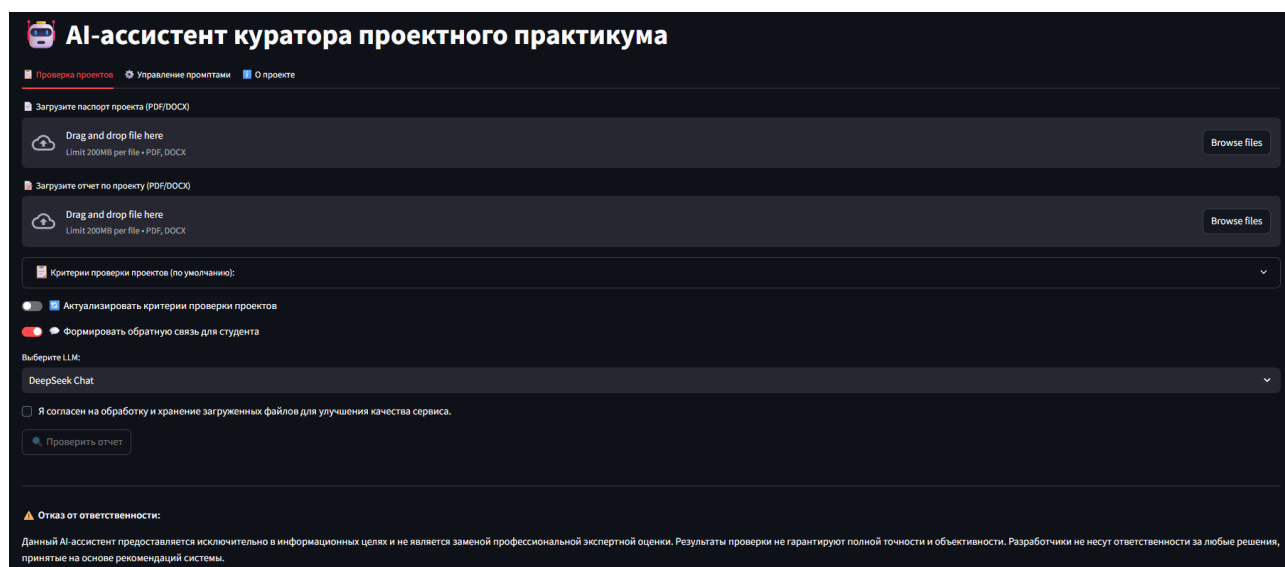 AI-ассистент куратора проектного практикума
Проверка проектов Управление промптами О проекте
Загрузите паспорт проекта (PDF/DOCX)
Drag and drop file here
Limit 200MB per file • PDF, DOCX
Browse files
Загрузите отчет по проекту (PDF/DOCX)
Drag and drop file here
Limit 200MB per file • PDF, DOCX
Browse files
Критерии проверки проектов (по умолчанию):
Актуализировать критерии проверки проектов
Формировать обратную связь для студента
Выберите LLM:
DeepSeek Chat
Я согласен на обработку и хранение загруженных файлов для улучшения качества сервиса.
Проверить отчет
Отказ от ответственности:
Данный AI-ассистент предоставляется исключительно в информационных целях и не является заменой профессиональной экспертной оценки. Результаты проверки не гарантируют полной точности и объективности. Разработчики не несут ответственности за любые решения,
принятые на основе рекомендаций системы.